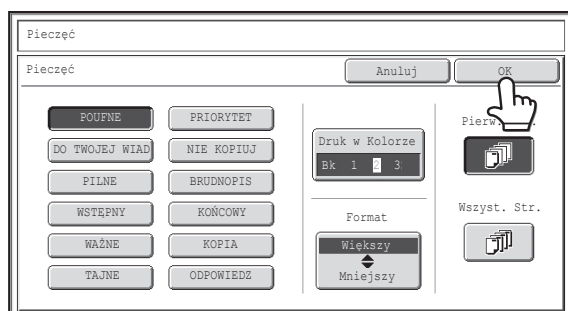 Pieczęć
Pieczęć
Anuluj
OK
POUFNE
PRIORYTET
DO TWOJEJ WIAD
NIE KOPIUJ
PILNE
BRUDNOPIS
WSTĘPNY
KOŃCOWY
WAŻNE
KOPIA
TAJNE
ODPOWIEDZ
Druk w Kolorze
Bk 1 2 3
Format
Większy
Mniejszy
Wszyst. Str.